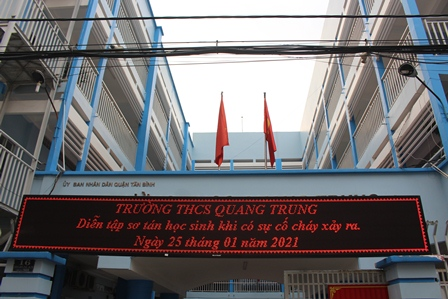 ỦY BAN NHÂN DÂN QUẬN TÂN BÌNH
TRƯỜNG THCS QUANG TRUNG
Diễn tập sơ tán học sinh khi có sự cố cháy xảy ra.
Ngày 25 tháng 01 năm 2021